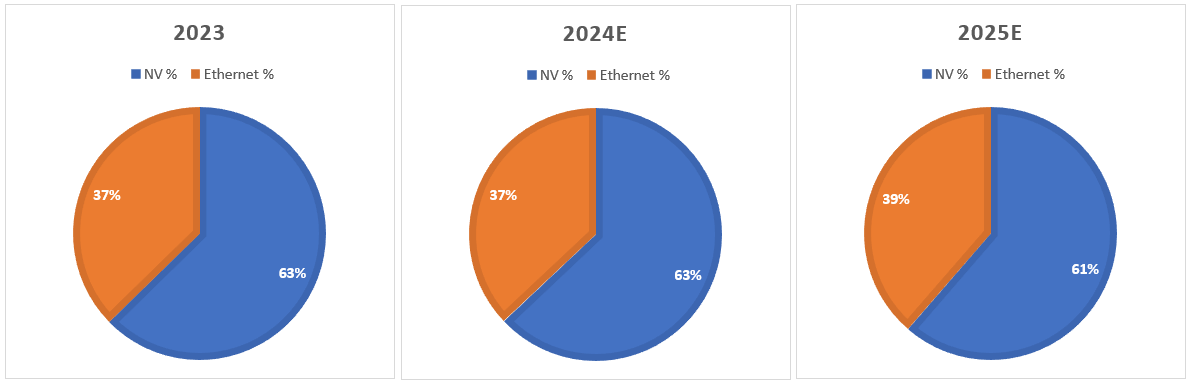 2023
NV % Ethernet %
37%
63%
2024E
NV % Ethernet %
37%
63%
2025E
NV % Ethernet %
39%
61%